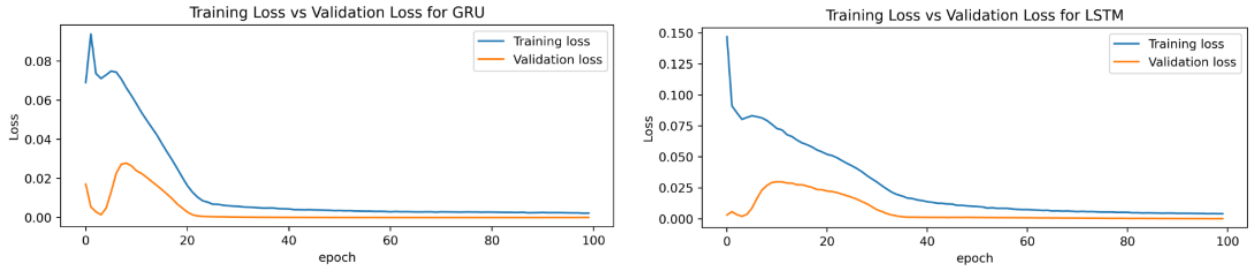 Training Loss vs Validation Loss for GRU
Training loss
Validation loss
0.08
0.06
0.04
0.02
0.00
Loss
0 20 40 60 80 100
epoch
Training Loss vs Validation Loss for LSTM
Training loss
Validation loss
0.150
0.125
0.100
0.075
0.050
0.025
0.000
Loss
0 20 40 60 80 100
epoch